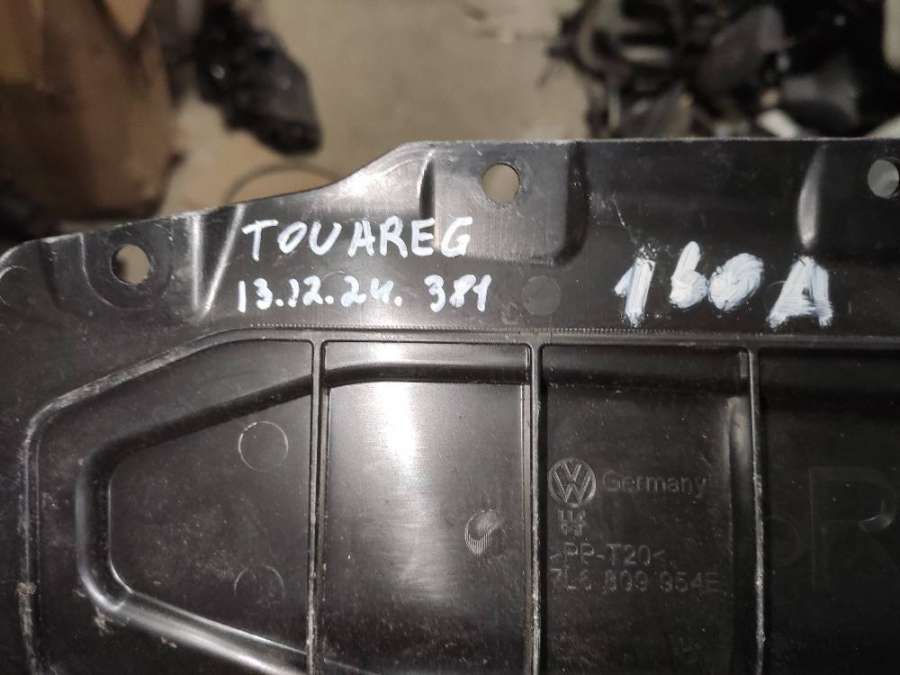 TOUAREG
13.12.24. 381
160A
Germany
>PP-T20<
7L6 809 954E
R